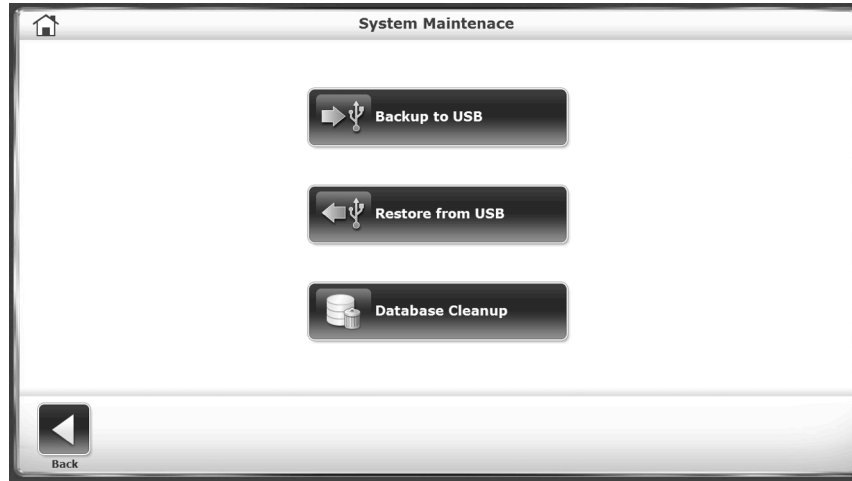 System Maintenace
Backup to USB
Restore from USB
Database Cleanup
Back